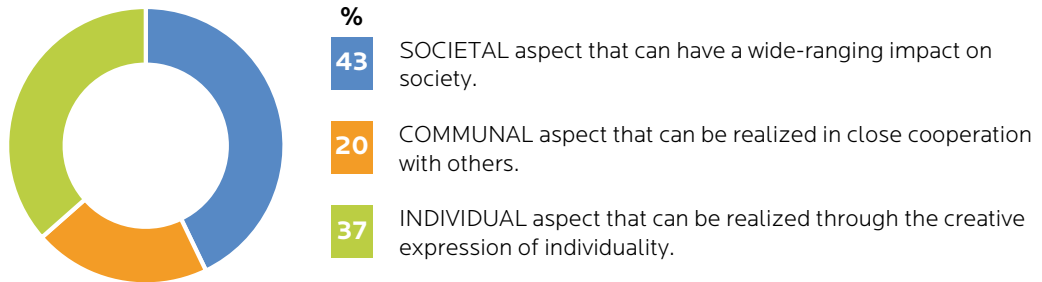 %
43
SOCIETAL aspect that can have a wide-ranging impact on
society.
20
COMMUNAL aspect that can be realized in close cooperation
with others.
37
INDIVIDUAL aspect that can be realized through the creative
expression of individuality.